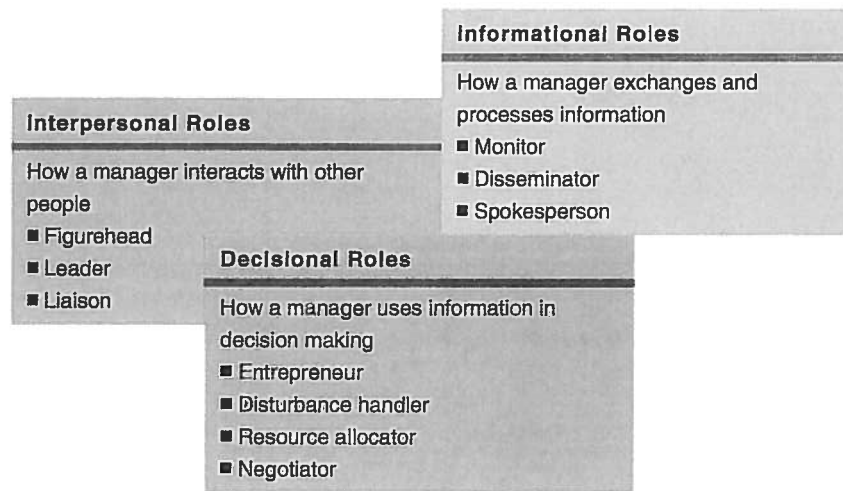 Interpersonal Roles
How a manager interacts with other
people
■ Figurehead
■ Leader
■ Liaison
Informational Roles
How a manager exchanges and
processes information
■ Monitor
■ Disseminator
■ Spokesperson
Decisional Roles
How a manager uses information in
decision making
■ Entrepreneur
■ Disturbance handler
■ Resource allocator
■ Negotiator